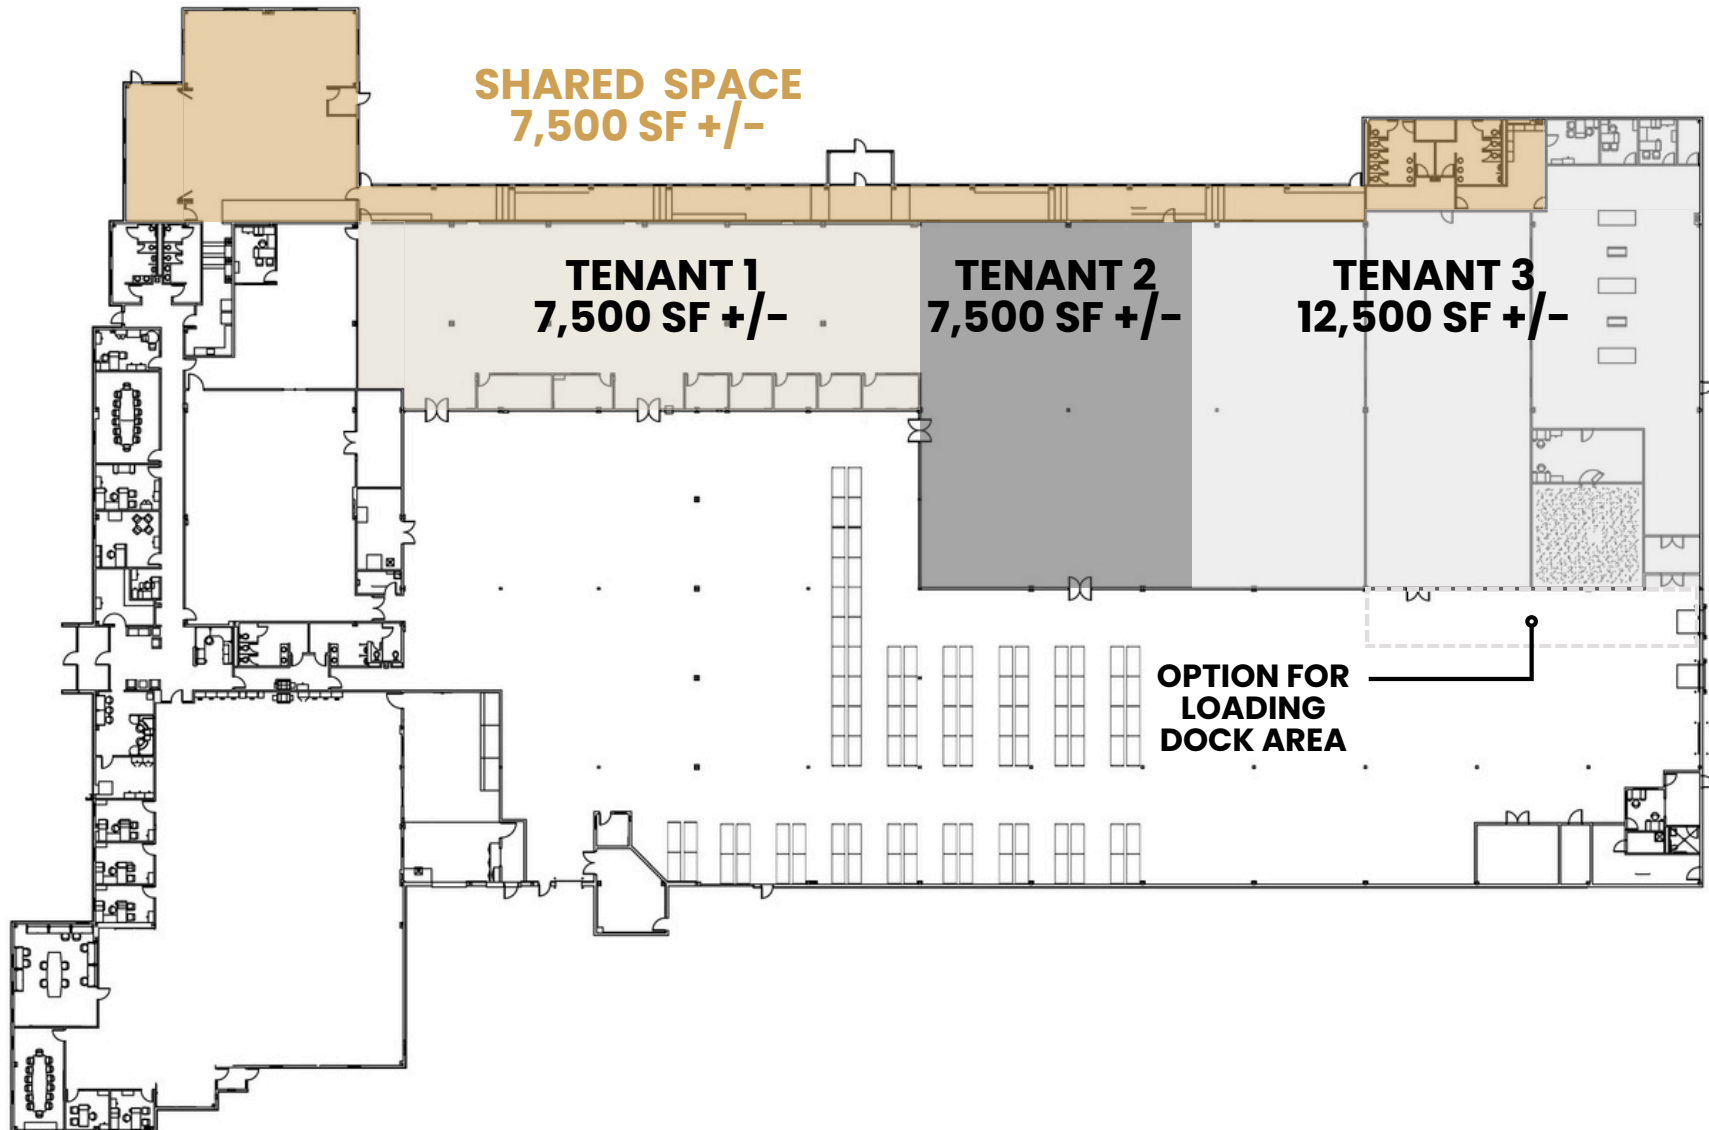 SHARED SPACE
7,500 SF +/-
TENANT 1
7,500 SF +/-
TENANT 2
7,500 SF +/-
TENANT 3
12,500 SF +/-
OPTION FOR
LOADING
DOCK AREA